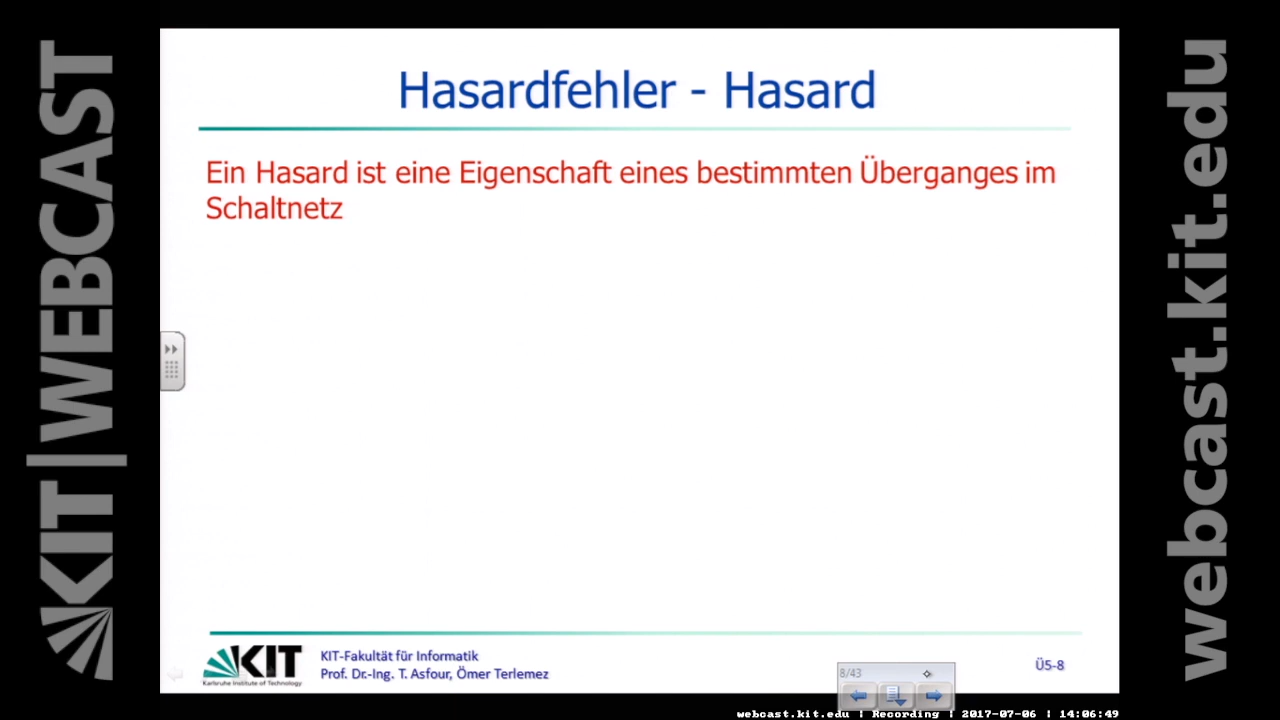 KIT|WEBCAST
Hasardfehler - Hasard
Ein Hasard ist eine Eigenschaft eines bestimmten Überganges im
Schaltnetz
KIT
Karlsruhe Institute of Technology
KIT-Fakultät für Informatik
Prof. Dr.-Ing. T. Asfour, Ömer Terlemez
8/43
Ü5-8
webcast.kit.edu
webcast.kit.edu | Recording | 2017-07-06 | 14:06:49